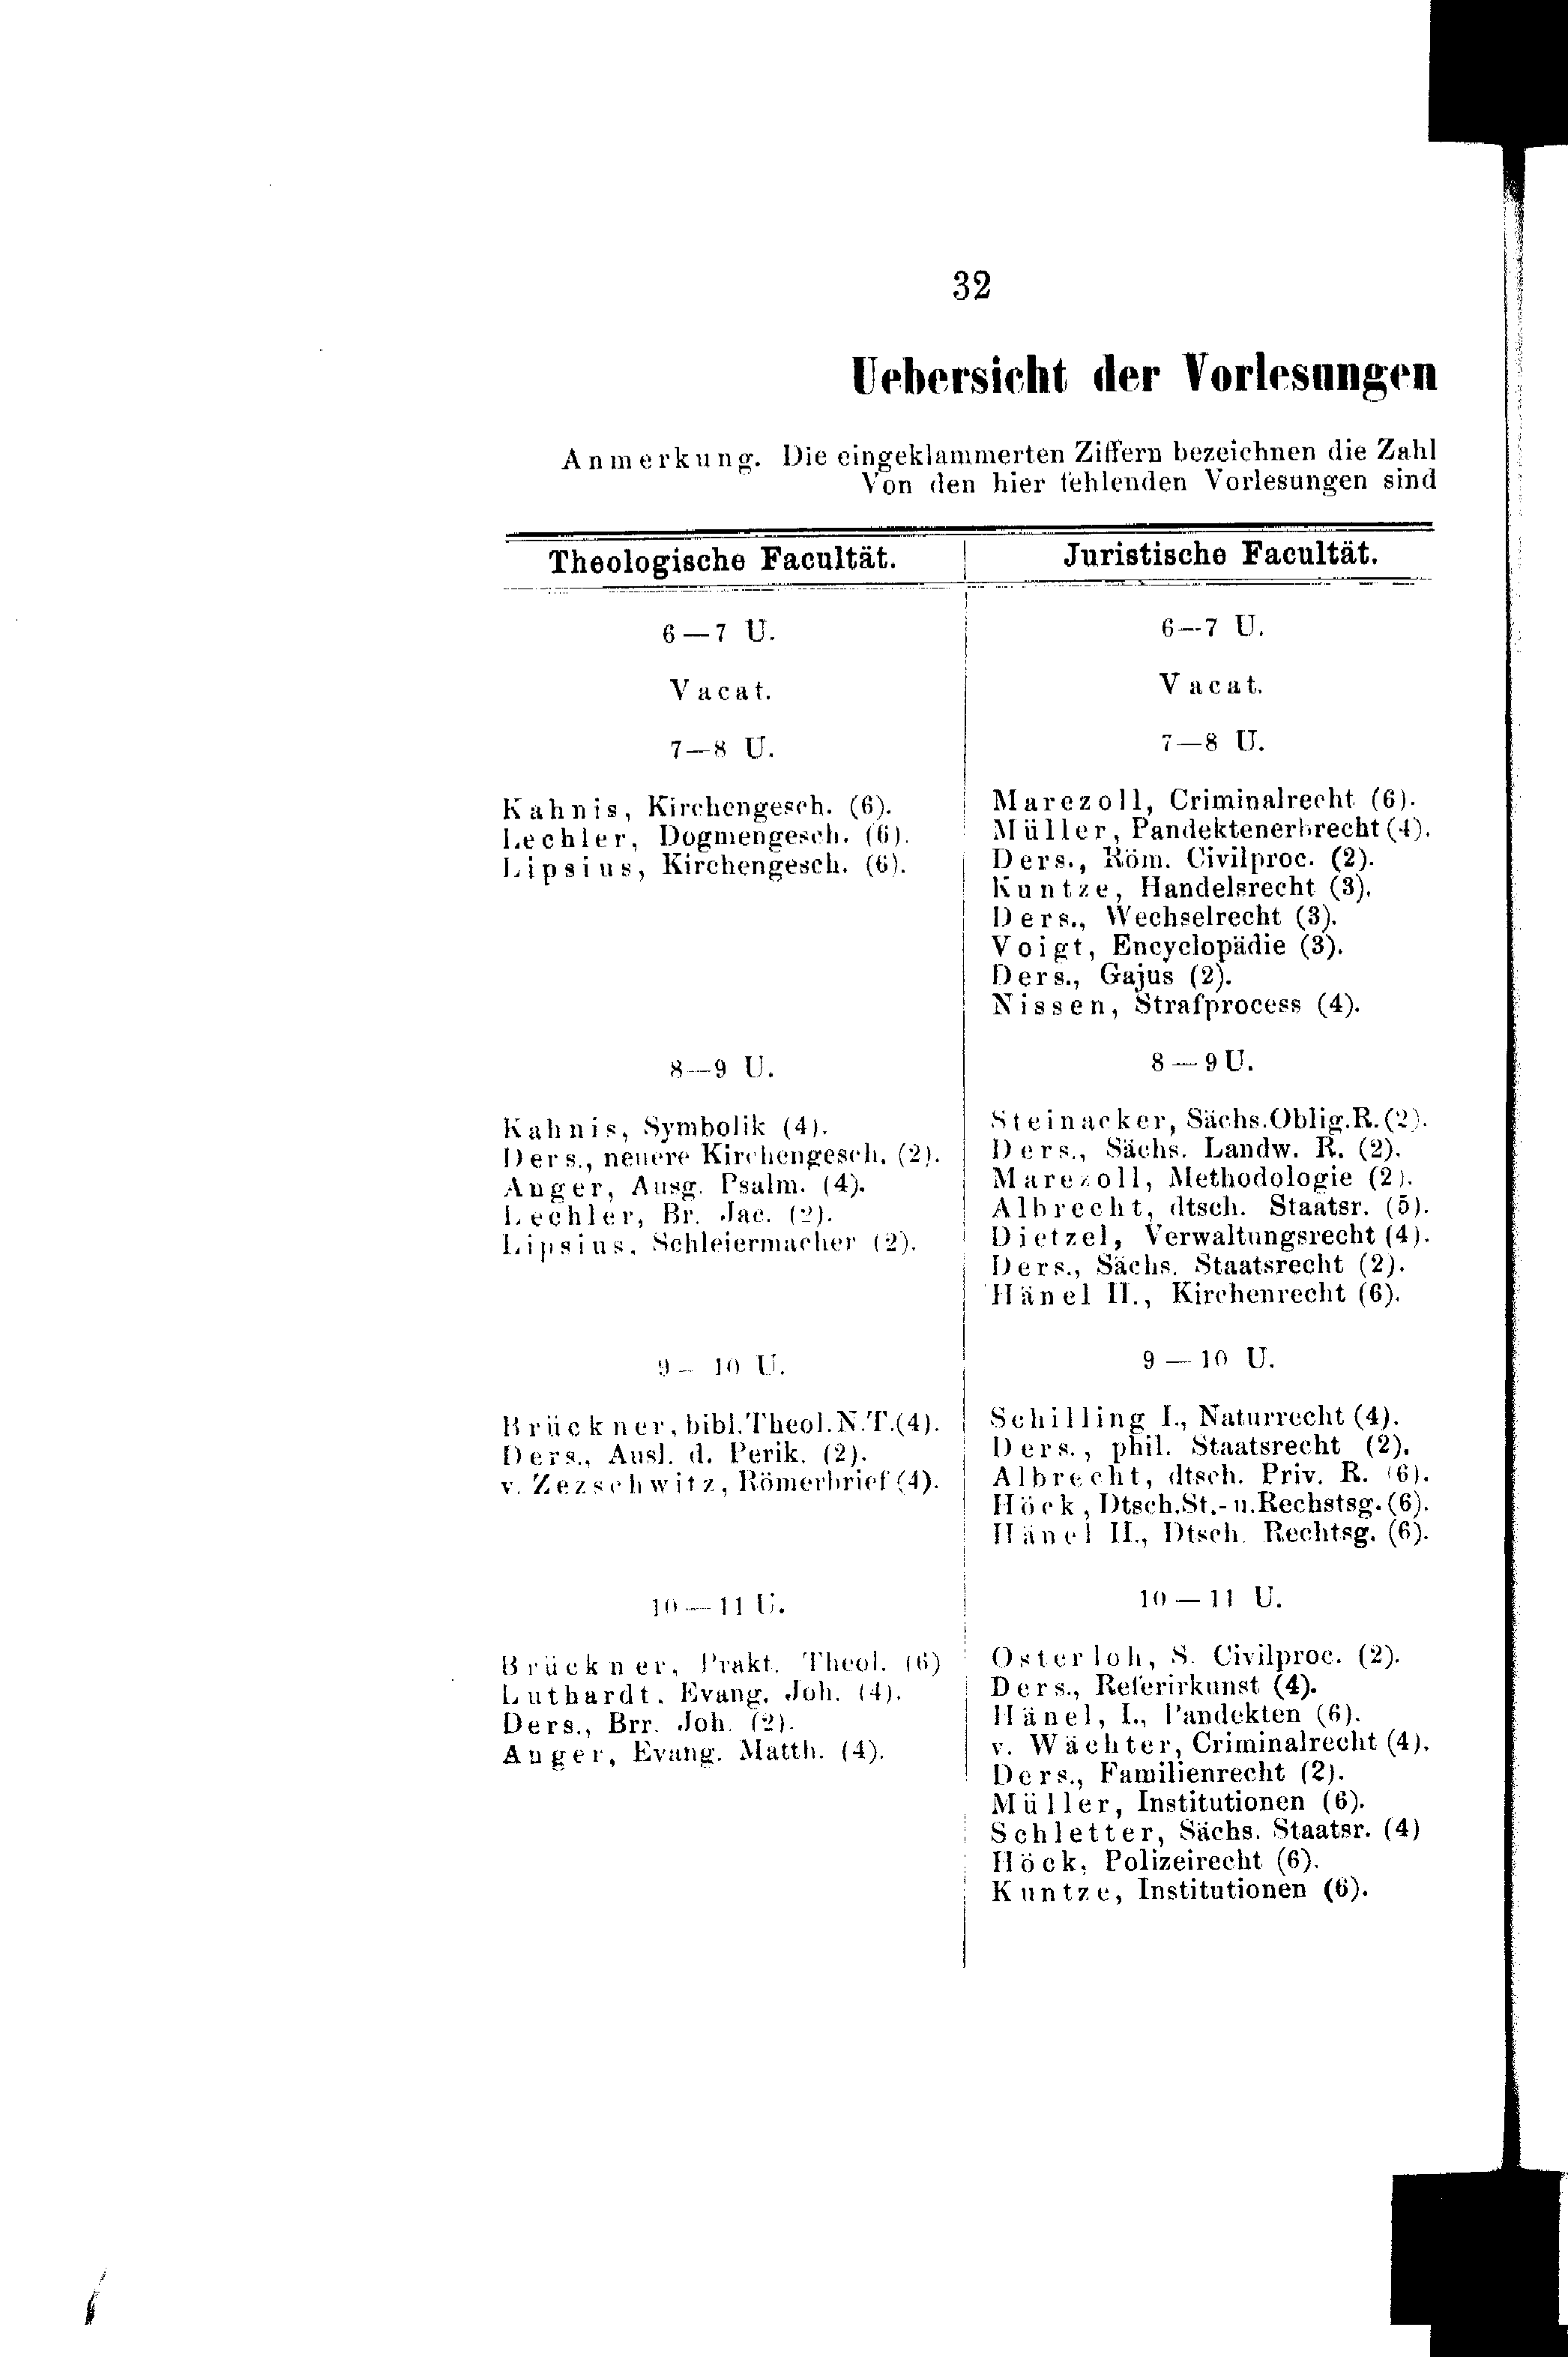 32
Uebersicht der Vorlesungen
Anmerkung. Die eingeklammerten Ziffern bezeichnen die Zahl
Von den hier fehlenden Vorlesungen sind
Theologische Facultät.
6—7 U.
Vacat.
7—8 U.
Kahnis, Kirchengesch. (6).
Lechler, Dogmengesch. (6).
Lipsius, Kirchengesch. (6).
8—9 U.
Kahnis, Symbolik (4).
Ders., neuere Kirchengesch. (2).
Anger, Ausg. Psalm. (4).
Lechler, Br. Jac. (2).
Lipsius, Schleiermacher (2).
9—10 U.
Brückner, bibl. Theol. N.T. (4).
Ders., Ausl. d. Perik. (2).
v. Zezschwitz, Römerbrief (4).
10—11 U.
Brückner, Prakt. Theol. (6)
Luthardt, Evang. Joh. (4).
Ders., Brr. Joh. (2).
Anger, Evang. Matth. (4).
Juristische Facultät.
6—7 U.
Vacat.
7—8 U.
Marezoll, Criminalrecht (6).
Müller, Pandektenerbrecht (4).
Ders., Röm. Civilproc. (2).
Kuntze, Handelsrecht (3).
Ders., Wechselrecht (3).
Voigt, Encyclopädie (3).
Ders., Gajus (2).
Nissen, Strafprocess (4).
8—9 U.
Steinacker, Sächs. Oblig. R. (2).
Ders., Sächs. Landw. R. (2).
Marezoll, Methodologie (2).
Albrecht, dtsch. Staatsr. (5).
Dietzel, Verwaltungsrecht (4).
Ders., Sächs. Staatsrecht (2).
Hänel II., Kirchenrecht (6).
9—10 U.
Schilling I., Naturrecht (4).
Ders., phil. Staatsrecht (2).
Albrecht, dtsch. Priv. R. (6).
Höck, Dtsch. St.- u. Rechstsg. (6).
Hänel II., Dtsch. Rechtsg. (6).
10—11 U.
Osterloh, S. Civilproc. (2).
Ders., Referirkunst (4).
Hänel, I., Pandekten (6).
v. Wächter, Criminalrecht (4).
Ders., Familienrecht (2).
Müller, Institutionen (6).
Schletter, Sächs. Staatsr. (4)
Höck, Polizeirecht (6).
Kuntze, Institutionen (6).